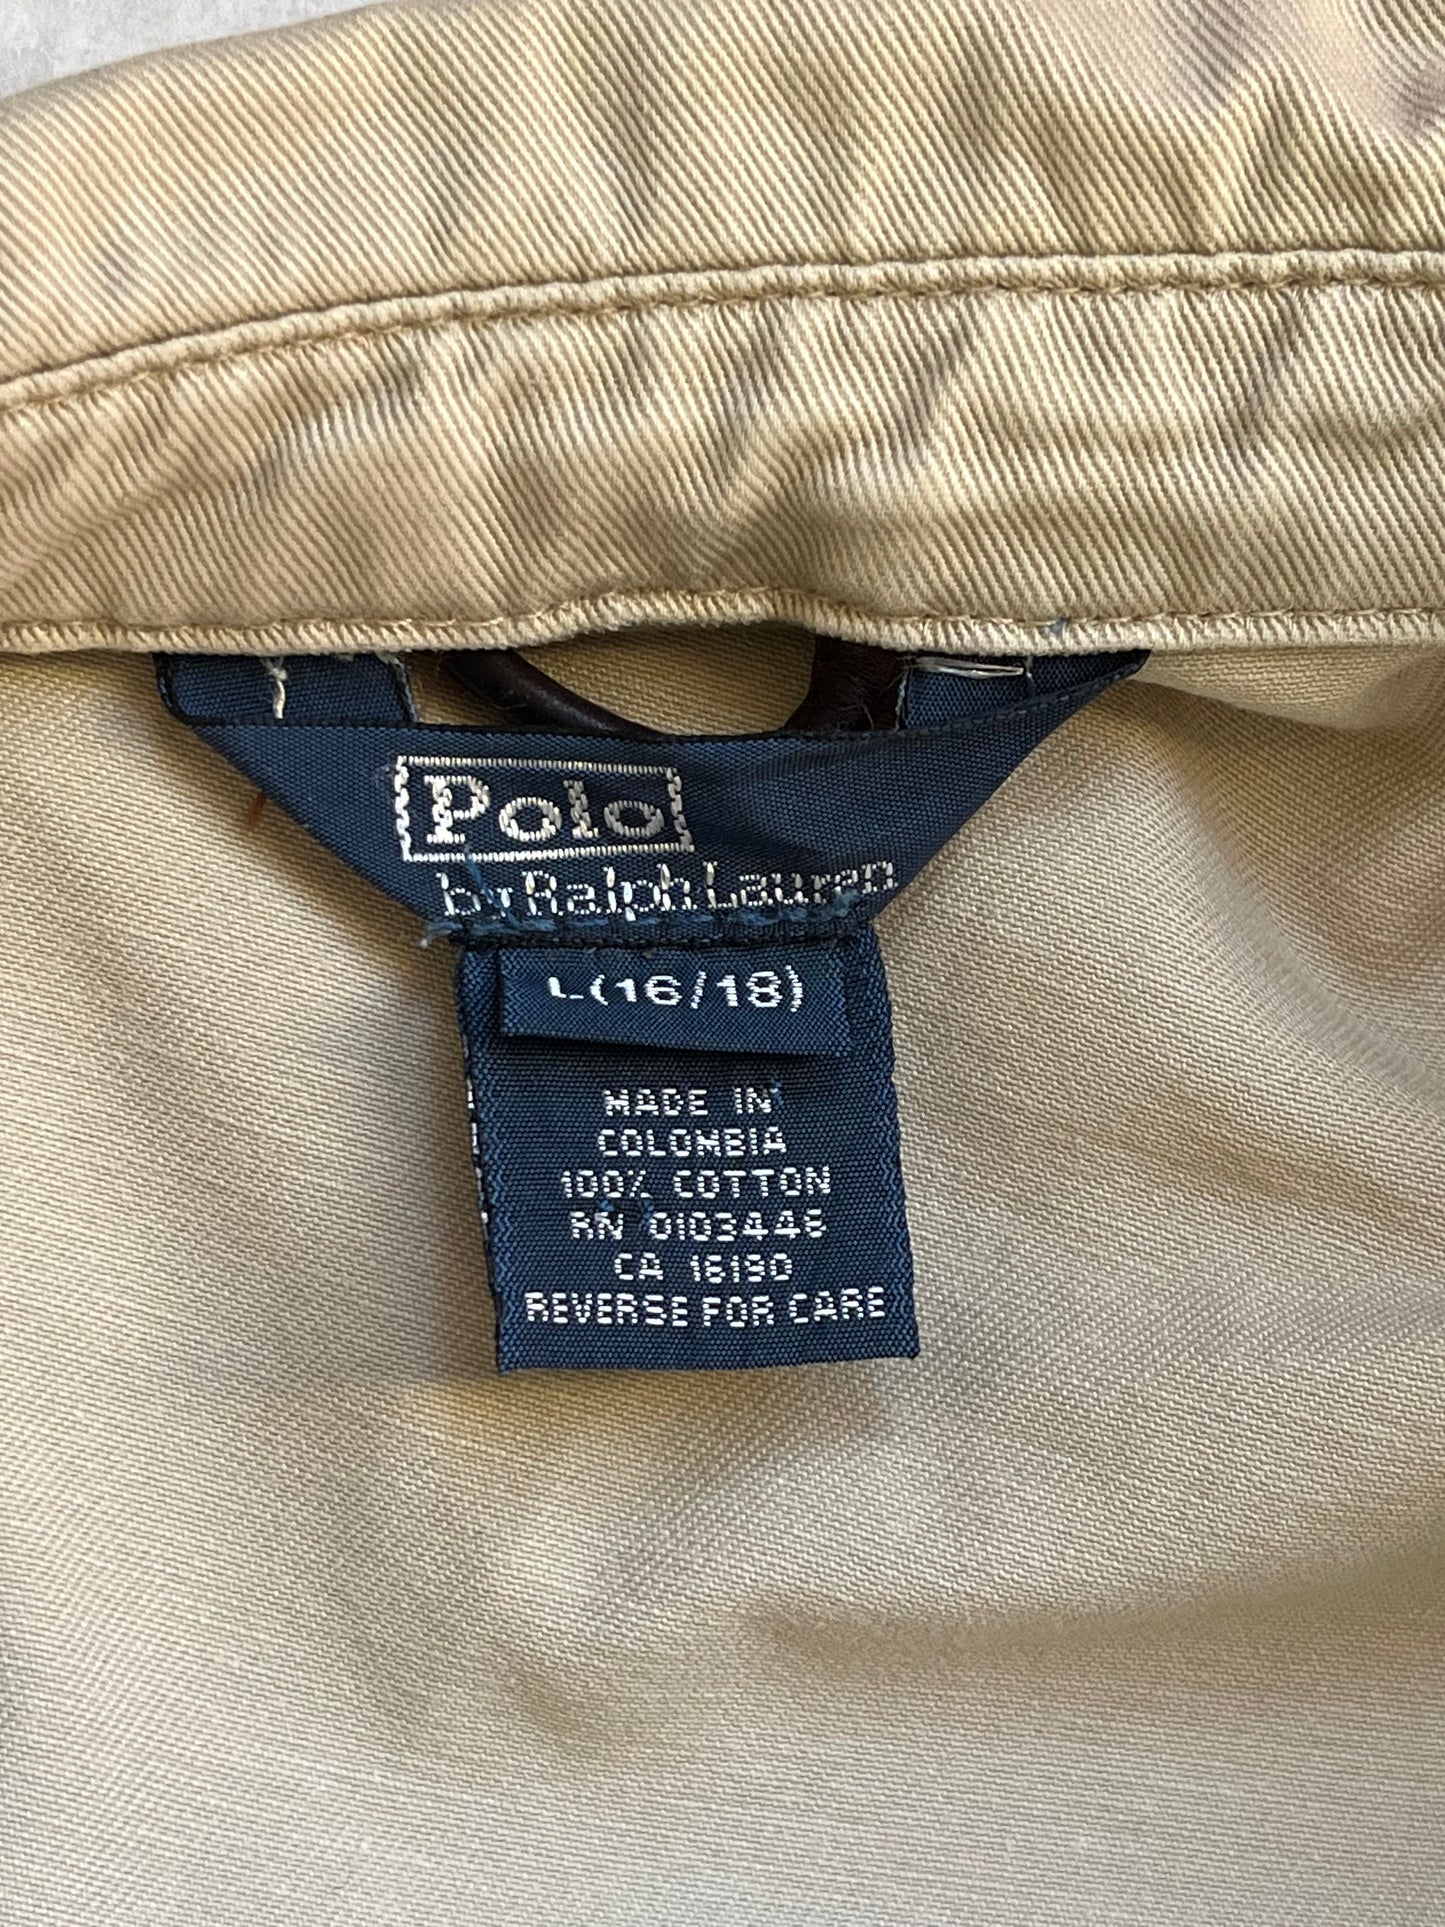 Polo
by Ralph Lauren
L(16/18)
MADE IN
COLOMBIA
100% COTTON
RN 0103446
CA 16190
REVERSE FOR CARE